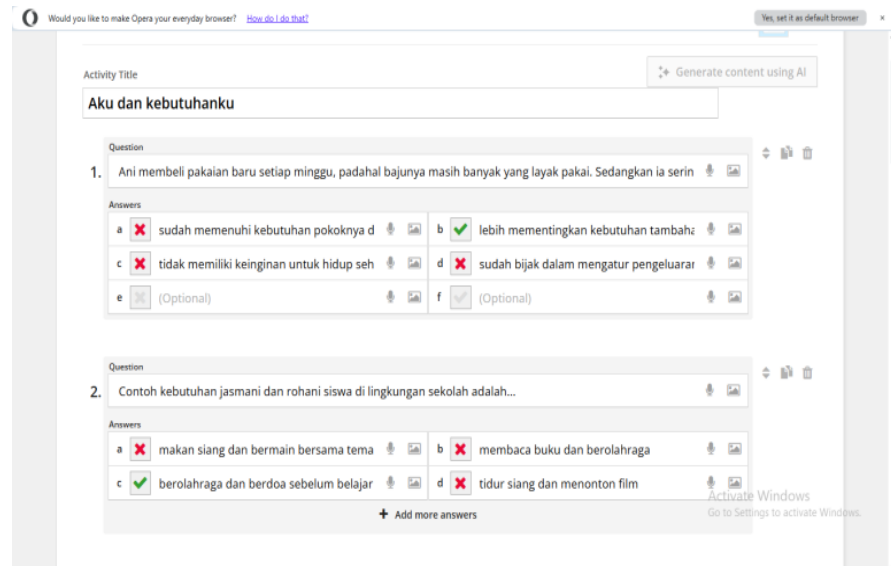 Would you like to make Opera your everyday browser? How do I do that? Yes, set it as default browser
Generate content using AI
Activity Title
Aku dan kebutuhanku
Question
1. Ani membeli pakaian baru setiap minggu, padahal bajunya masih banyak yang layak pakai. Sedangkan ia serin
Answers
a sudah memenuhi kebutuhan pokoknya d b lebih mementingkan kebutuhan tambaha
c tidak memiliki keinginan untuk hidup seh d sudah bijak dalam mengatur pengeluaran
e (Optional) f (Optional)
Question
2. Contoh kebutuhan jasmani dan rohani siswa di lingkungan sekolah adalah...
Answers
a makan siang dan bermain bersama tema b membaca buku dan berolahraga
c berolahraga dan berdoa sebelum belajar d tidur siang dan menonton film
+ Add more answers
Activate Windows
Go to Settings to activate Windows.